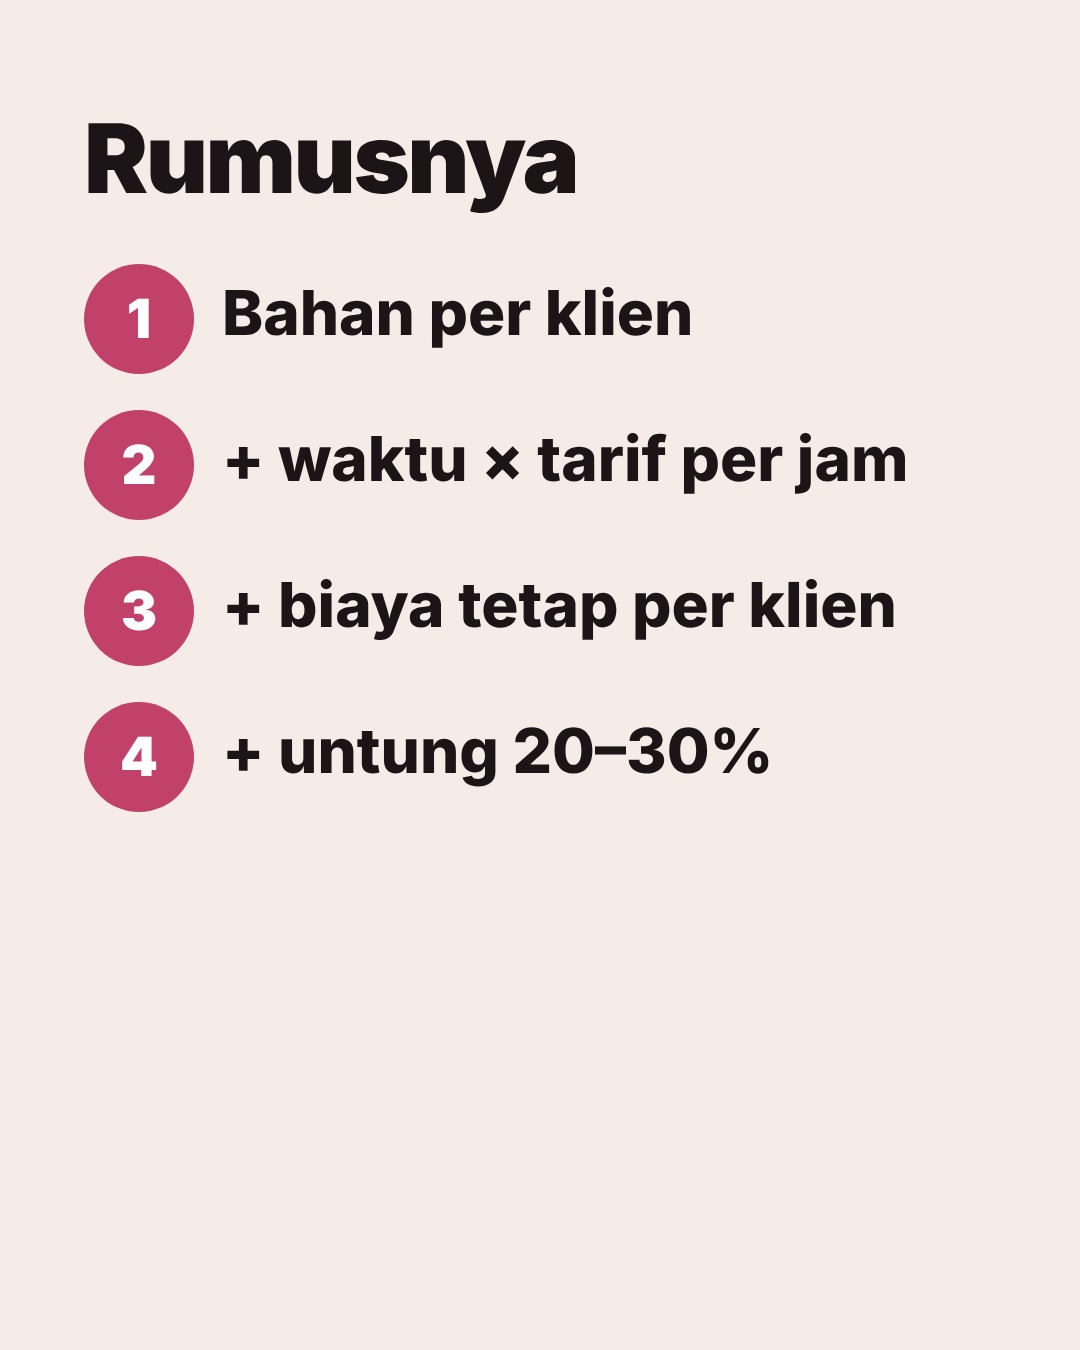 Rumusnya
1 Bahan per klien
2 + waktu × tarif per jam
3 + biaya tetap per klien
4 + untung 20–30%